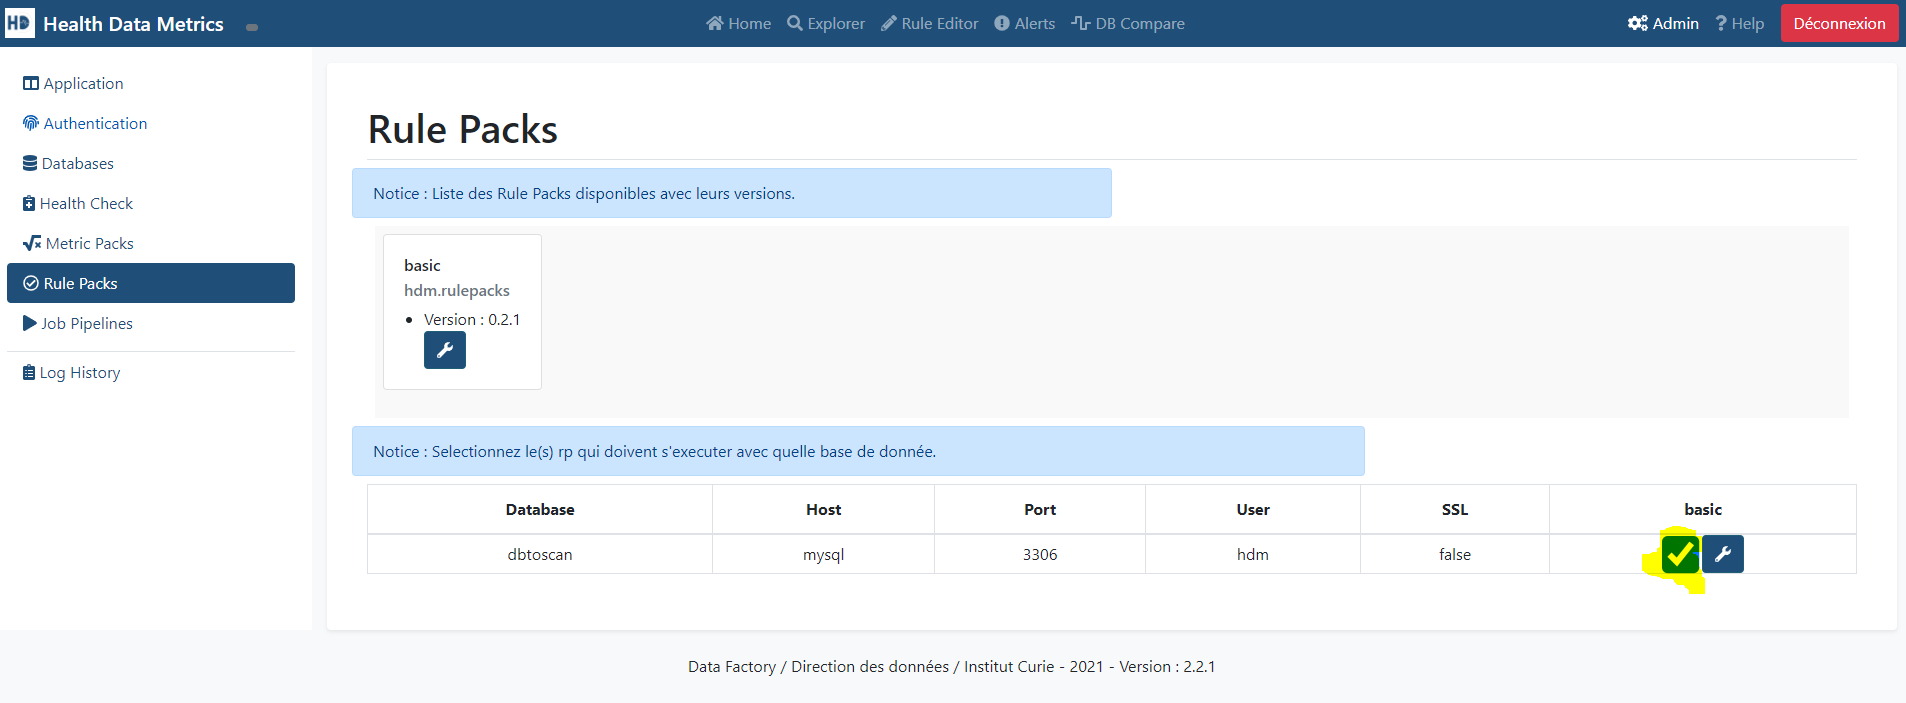 HD Health Data Metrics
Home Explorer Rule Editor Alerts DB Compare
Admin ? Help Déconnexion
Application
Authentication
Databases
Health Check
Metric Packs
Rule Packs
Job Pipelines
Log History
Rule Packs
Notice : Liste des Rule Packs disponibles avec leurs versions.
basic
hdm.rulepacks
Version : 0.2.1
Notice : Selectionnez le(s) rp qui doivent s'executer avec quelle base de donnée.
Database Host Port User SSL basic
dbtoscan mysql 3306 hdm false
Data Factory / Direction des données / Institut Curie - 2021 - Version : 2.2.1